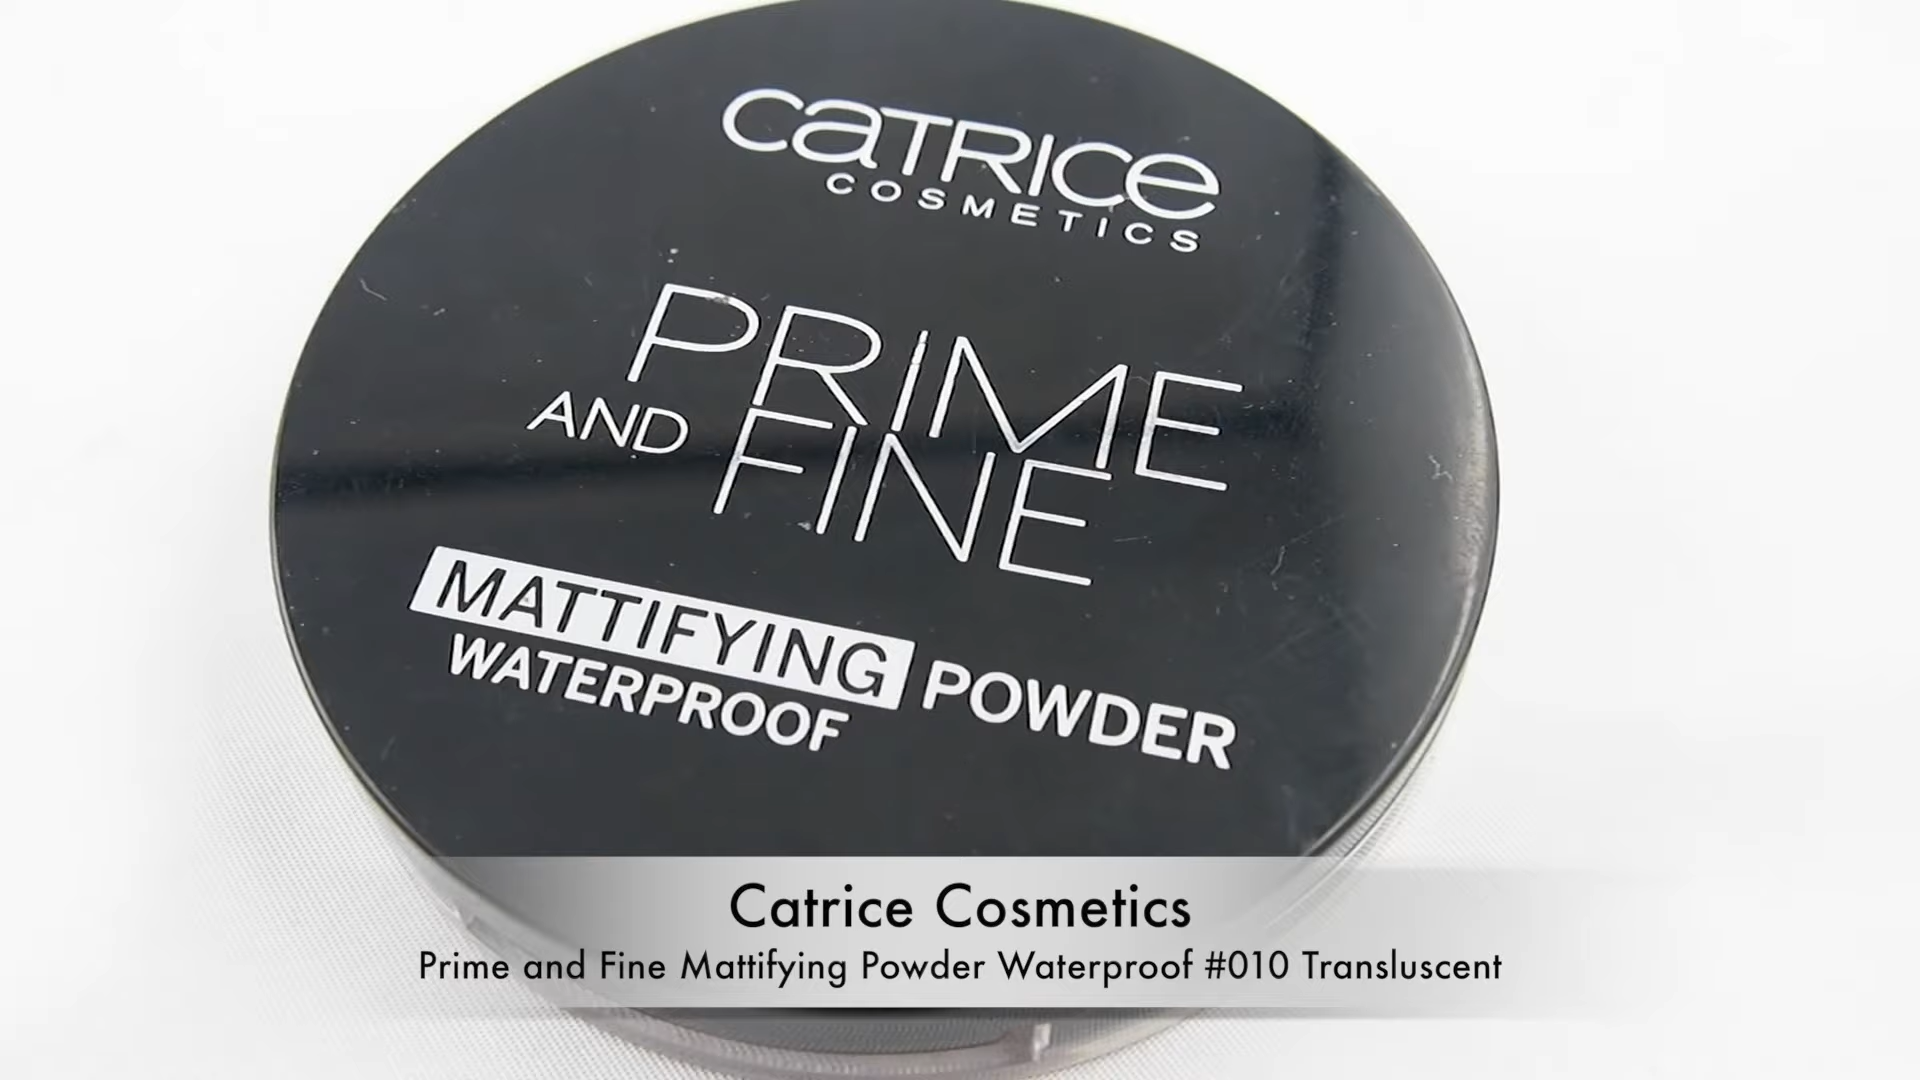 CATRICE
COSMETICS
PRIME
AND FINE
MATTIFYING POWDER
WATERPROOF
Catrice Cosmetics
Prime and Fine Mattifying Powder Waterproof #010 Transluscent